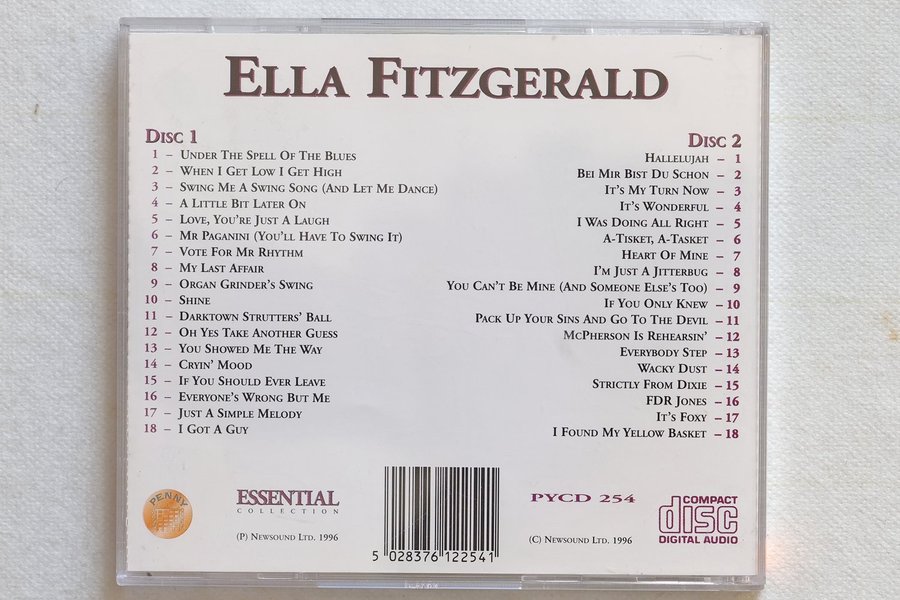 ELLA FITZGERALD
DISC 1
1 – UNDER THE SPELL OF THE BLUES
2 – WHEN I GET LOW I GET HIGH
3 – SWING ME A SWING SONG (AND LET ME DANCE)
4 – A LITTLE BIT LATER ON
5 – LOVE, YOU'RE JUST A LAUGH
6 – MR PAGANINI (YOU'LL HAVE TO SWING IT)
7 – VOTE FOR MR RHYTHM
8 – MY LAST AFFAIR
9 – ORGAN GRINDER'S SWING
10 – SHINE
11 – DARKTOWN STRUTTERS' BALL
12 – OH YES TAKE ANOTHER GUESS
13 – YOU SHOWED ME THE WAY
14 – CRYIN' MOOD
15 – IF YOU SHOULD EVER LEAVE
16 – EVERYONE'S WRONG BUT ME
17 – JUST A SIMPLE MELODY
18 – I GOT A GUY
DISC 2
HALLELUJAH – 1
BEI MIR BIST DU SCHON – 2
IT'S MY TURN NOW – 3
IT'S WONDERFUL – 4
I WAS DOING ALL RIGHT – 5
A-TISKET, A-TASKET – 6
HEART OF MINE – 7
I'M JUST A JITTERBUG – 8
YOU CAN'T BE MINE (AND SOMEONE ELSE'S TOO) – 9
IF YOU ONLY KNEW – 10
PACK UP YOUR SINS AND GO TO THE DEVIL – 11
MCPHERSON IS REHEARSIN' – 12
EVERYBODY STEP – 13
WACKY DUST – 14
STRICTLY FROM DIXIE – 15
FDR JONES – 16
IT'S FOXY – 17
I FOUND MY YELLOW BASKET – 18
PENNY
ESSENTIAL
COLLECTION
(P) NEWSOUND LTD. 1996
5 028376 122541
PYCD 254
(C) NEWSOUND LTD. 1996
COMPACT
disc
DIGITAL AUDIO